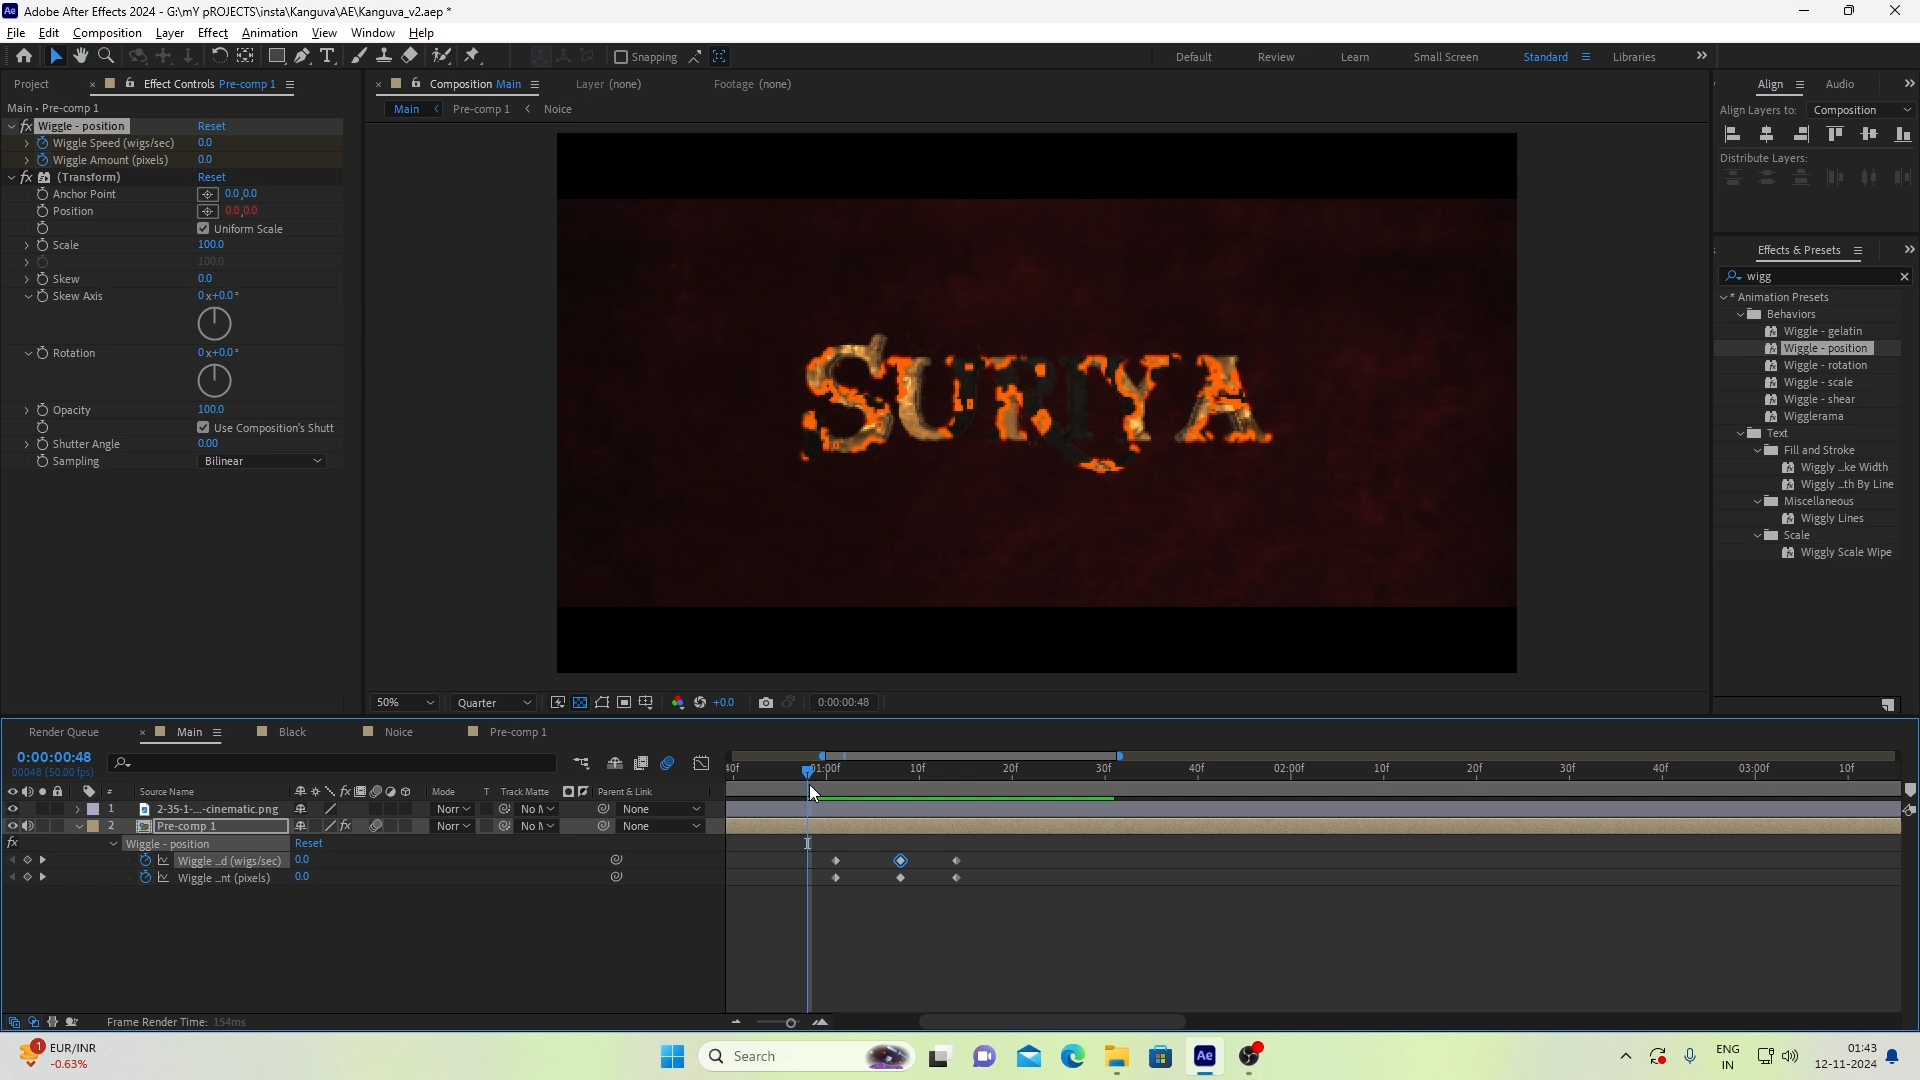 Ae Adobe After Effects 2024 - G:\mY pROJECTS\insta\Kanguva\AE\Kanguva_v2.aep *
File Edit Composition Layer Effect Animation View Window Help
Snapping Default Review Learn Small Screen Standard Libraries
Project Effect Controls Pre-comp 1 Composition Main Layer (none) Footage (none) Align Audio
Main • Pre-comp 1 Main Pre-comp 1 Noice Align Layers to: Composition
fx Wiggle - position Reset
Wiggle Speed (wigs/sec) 0.0
Wiggle Amount (pixels) 0.0 Distribute Layers:
fx (Transform) Reset
Anchor Point 0.0,0.0
Position 0.0,0.0
Uniform Scale
Scale 100.0
100.0
Skew 0.0
Skew Axis 0x+0.0°
Rotation 0x+0.0°
Opacity 100.0
Use Composition's Shutt
Shutter Angle 0.00
Sampling Bilinear
SURIYA
Effects & Presets
wigg
* Animation Presets
Behaviors
Wiggle - gelatin
Wiggle - position
Wiggle - rotation
Wiggle - scale
Wiggle - shear
Wigglerama
Text
Fill and Stroke
Wiggly ...ke Width
Wiggly ...th By Line
Miscellaneous
Wiggly Lines
Scale
Wiggly Scale Wipe
50% Quarter +0.0 0:00:00:48
Render Queue Main Black Noice Pre-comp 1
0:00:00:48
00048 (50.00 fps)
40f 01:00f 10f 20f 30f 40f 02:00f 10f 20f 30f 40f 03:00f 10f
# Source Name fx Mode T Track Matte Parent & Link
1 2-35-1-...-cinematic.png Norr No M None
2 Pre-comp 1 fx Norr No M None
fx Wiggle - position Reset
Wiggle ...d (wigs/sec) 0.0
Wiggle ...nt (pixels) 0.0
Frame Render Time: 154ms
1 EUR/INR
-0.63%
Search
Ae
ENG
IN
01:43
12-11-2024